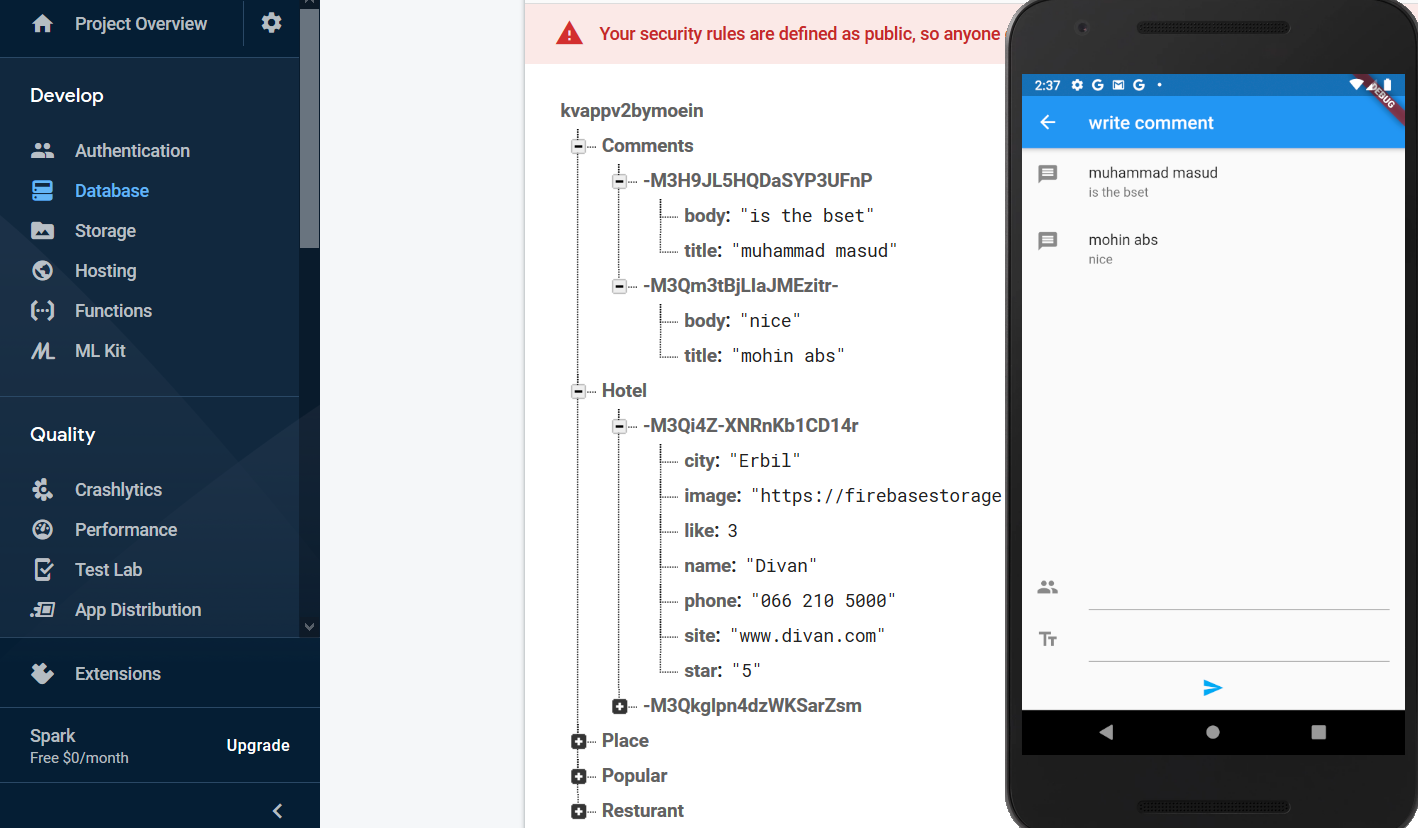 Project Overview
Develop
Authentication
Database
Storage
Hosting
Functions
ML Kit
Quality
Crashlytics
Performance
Test Lab
App Distribution
Extensions
Spark
Free $0/month
Upgrade
Your security rules are defined as public, so anyone
kvappv2bymoein
Comments
-M3H9JL5HQDaSYP3UFnP
body: "is the bset"
title: "muhammad masud"
-M3Qm3tBjLIaJMEzitr-
body: "nice"
title: "mohin abs"
Hotel
-M3Qi4Z-XNRnKb1CD14r
city: "Erbil"
image: "https://firebasestorage
like: 3
name: "Divan"
phone: "066 210 5000"
site: "www.divan.com"
star: "5"
-M3Qkglpn4dzWKSarZsm
Place
Popular
Resturant
2:37
DEBUG
write comment
muhammad masud
is the bset
mohin abs
nice